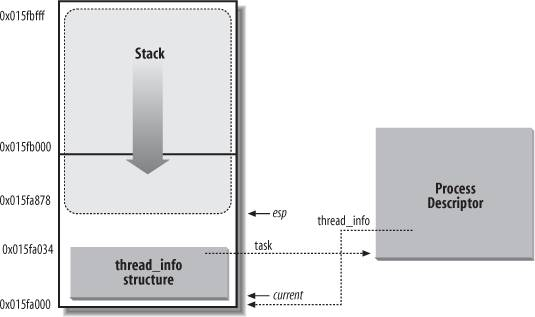 0x015fbfff
Stack
0x015fb000
Process
Descriptor
0x015fa878
esp
thread_info
0x015fa034
task
thread_info
structure
current
0x015fa000